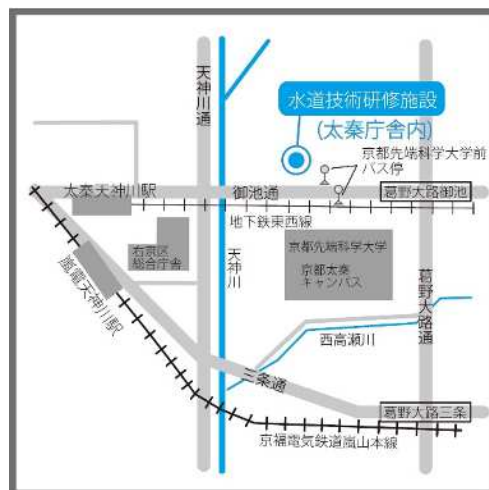 天神川通
水道技術研修施設
(太秦庁舎内)
京都先端科学大学前
バス停
太秦天神川駅
御池通
葛野大路御池
地下鉄東西線
右京区
総合庁舎
天神川
京都先端科学大学
京都太秦
キャンパス
嵐電天神川駅
葛野大路通
西高瀬川
三条通
葛野大路三条
京福電気鉄道嵐山本線